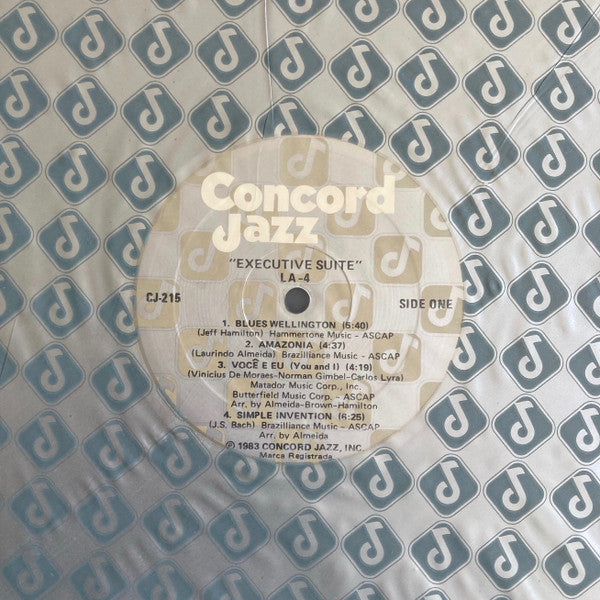 Concord
Jazz
"EXECUTIVE SUITE"
LA-4
CJ-215
SIDE ONE
1. BLUES WELLINGTON (5:40)
(Jeff Hamilton) Hammertone Music - ASCAP
2. AMAZONIA (4:37)
(Laurindo Almeida) Brazilliance Music - ASCAP
3. VOCÊ E EU (You and I) (4:19)
(Vinicius De Moraes-Norman Gimbel-Carlos Lyra)
Matador Music Corp., Inc.
Butterfield Music Corp. - ASCAP
Arr. by Almeida-Brown-Hamilton
4. SIMPLE INVENTION (6:25)
(J.S. Bach) Brazilliance Music - ASCAP
Arr. by Almeida
℗ 1983 CONCORD JAZZ, INC.
Marca Registrada